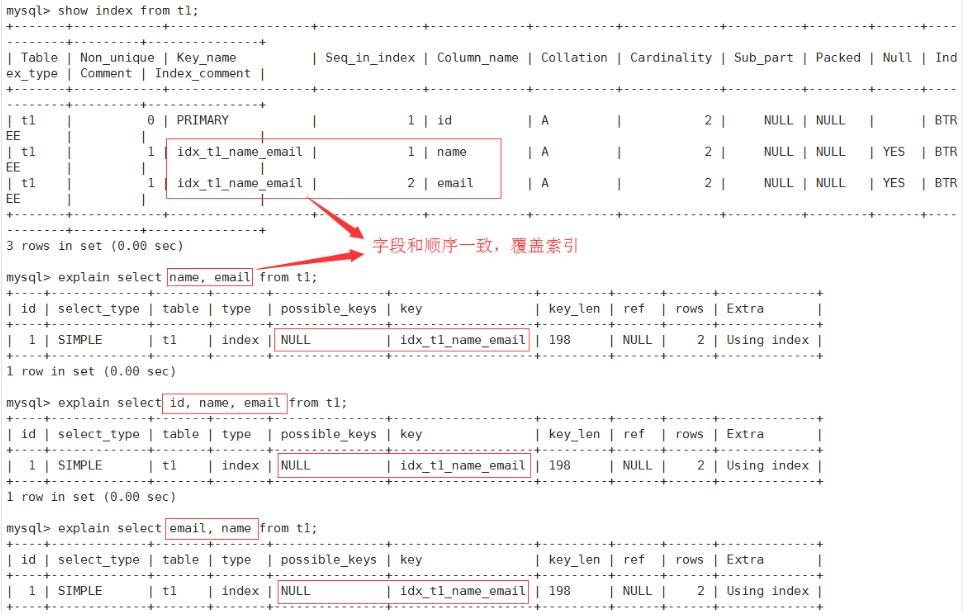 mysql> show index from t1;
+-------+------------+-------------------+--------------+-------------+-----------+-------------+----------+--------+------+----
--------+---------+---------------+
| Table | Non_unique | Key_name          | Seq_in_index | Column_name | Collation | Cardinality | Sub_part | Packed | Null | Ind
ex_type | Comment | Index_comment |
+-------+------------+-------------------+--------------+-------------+-----------+-------------+----------+--------+------+----
--------+---------+---------------+
| t1    |          0 | PRIMARY           |            1 | id          | A         |           2 |     NULL | NULL   |      | BTR
EE      |         |               |
| t1    |          1 | idx_t1_name_email |            1 | name        | A         |           2 |     NULL | NULL   | YES  | BTR
EE      |         |               |
| t1    |          1 | idx_t1_name_email |            2 | email       | A         |           2 |     NULL | NULL   | YES  | BTR
EE      |         |               |
+-------+------------+-------------------+--------------+-------------+-----------+-------------+----------+--------+------+----
--------+---------+---------------+
3 rows in set (0.00 sec)
字段和顺序一致，覆盖索引
mysql> explain select name, email from t1;
+----+-------------+-------+-------+---------------+-------------------+---------+------+------+-------------+
| id | select_type | table | type  | possible_keys | key               | key_len | ref  | rows | Extra       |
+----+-------------+-------+-------+---------------+-------------------+---------+------+------+-------------+
|  1 | SIMPLE      | t1    | index | NULL          | idx_t1_name_email | 198     | NULL |    2 | Using index |
+----+-------------+-------+-------+---------------+-------------------+---------+------+------+-------------+
1 row in set (0.00 sec)
mysql> explain select id, name, email from t1;
+----+-------------+-------+-------+---------------+-------------------+---------+------+------+-------------+
| id | select_type | table | type  | possible_keys | key               | key_len | ref  | rows | Extra       |
+----+-------------+-------+-------+---------------+-------------------+---------+------+------+-------------+
|  1 | SIMPLE      | t1    | index | NULL          | idx_t1_name_email | 198     | NULL |    2 | Using index |
+----+-------------+-------+-------+---------------+-------------------+---------+------+------+-------------+
1 row in set (0.00 sec)
mysql> explain select email, name from t1;
+----+-------------+-------+-------+---------------+-------------------+---------+------+------+-------------+
| id | select_type | table | type  | possible_keys | key               | key_len | ref  | rows | Extra       |
+----+-------------+-------+-------+---------------+-------------------+---------+------+------+-------------+
|  1 | SIMPLE      | t1    | index | NULL          | idx_t1_name_email | 198     | NULL |    2 | Using index |
+----+-------------+-------+-------+---------------+-------------------+---------+------+------+-------------+